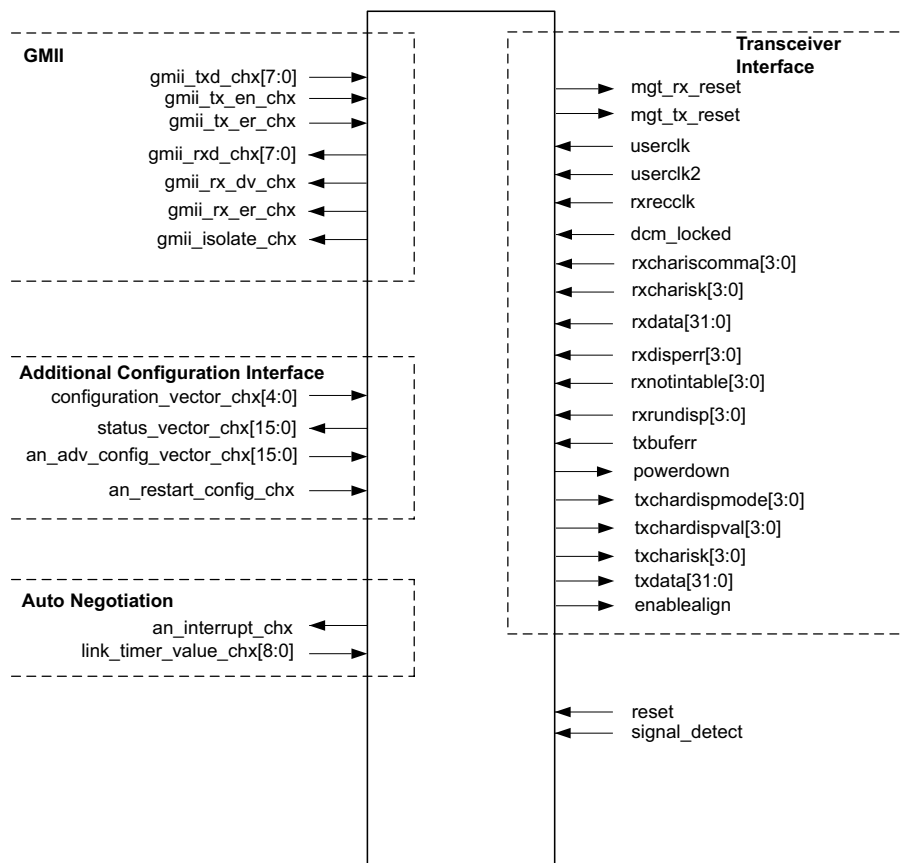 GMII
gmii_txd_chx[7:0]
gmii_tx_en_chx
gmii_tx_er_chx
gmii_rxd_chx[7:0]
gmii_rx_dv_chx
gmii_rx_er_chx
gmii_isolate_chx
Additional Configuration Interface
configuration_vector_chx[4:0]
status_vector_chx[15:0]
an_adv_config_vector_chx[15:0]
an_restart_config_chx
Auto Negotiation
an_interrupt_chx
link_timer_value_chx[8:0]
Transceiver
Interface
mgt_rx_reset
mgt_tx_reset
userclk
userclk2
rxrecclk
dcm_locked
rxchariscomma[3:0]
rxcharisk[3:0]
rxdata[31:0]
rxdisperr[3:0]
rxnotintable[3:0]
rxrundisp[3:0]
txbuferr
powerdown
txchardispmode[3:0]
txchardispval[3:0]
txcharisk[3:0]
txdata[31:0]
enablealign
reset
signal_detect